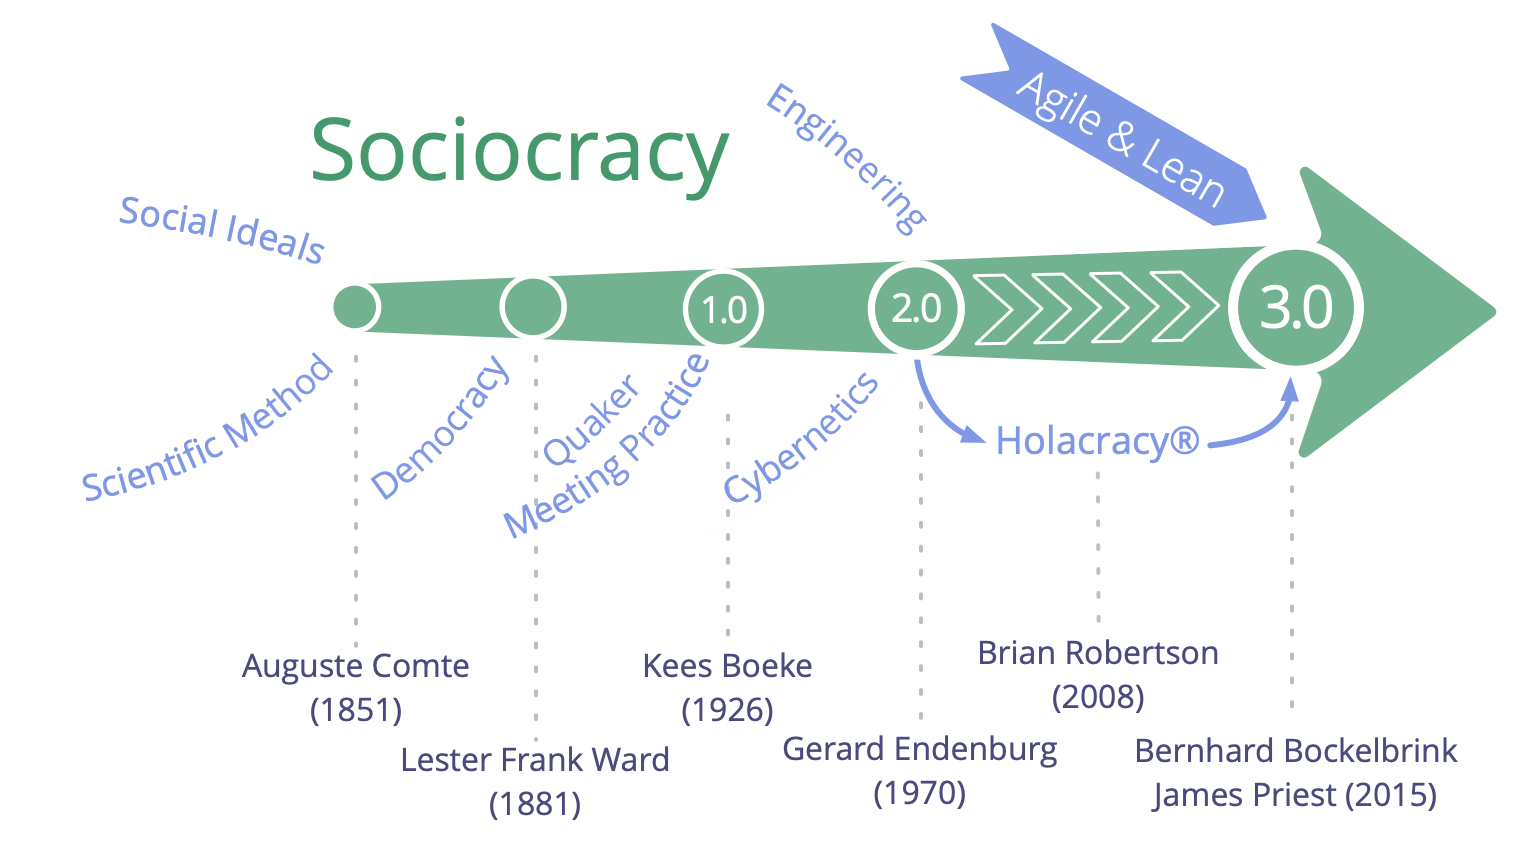 Sociocracy
Engineering
Agile & Lean
Social Ideals
1.0
2.0
3.0
Scientific Method
Democracy
Quaker
Meeting Practice
Cybernetics
Holacracy®
Auguste Comte
(1851)
Lester Frank Ward
(1881)
Kees Boeke
(1926)
Gerard Endenburg
(1970)
Brian Robertson
(2008)
Bernhard Bockelbrink
James Priest (2015)